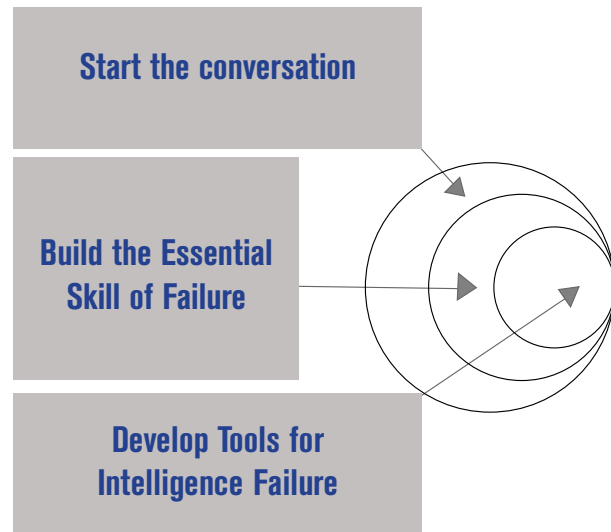 Start the conversation
Build the Essential
Skill of Failure
Develop Tools for
Intelligence Failure